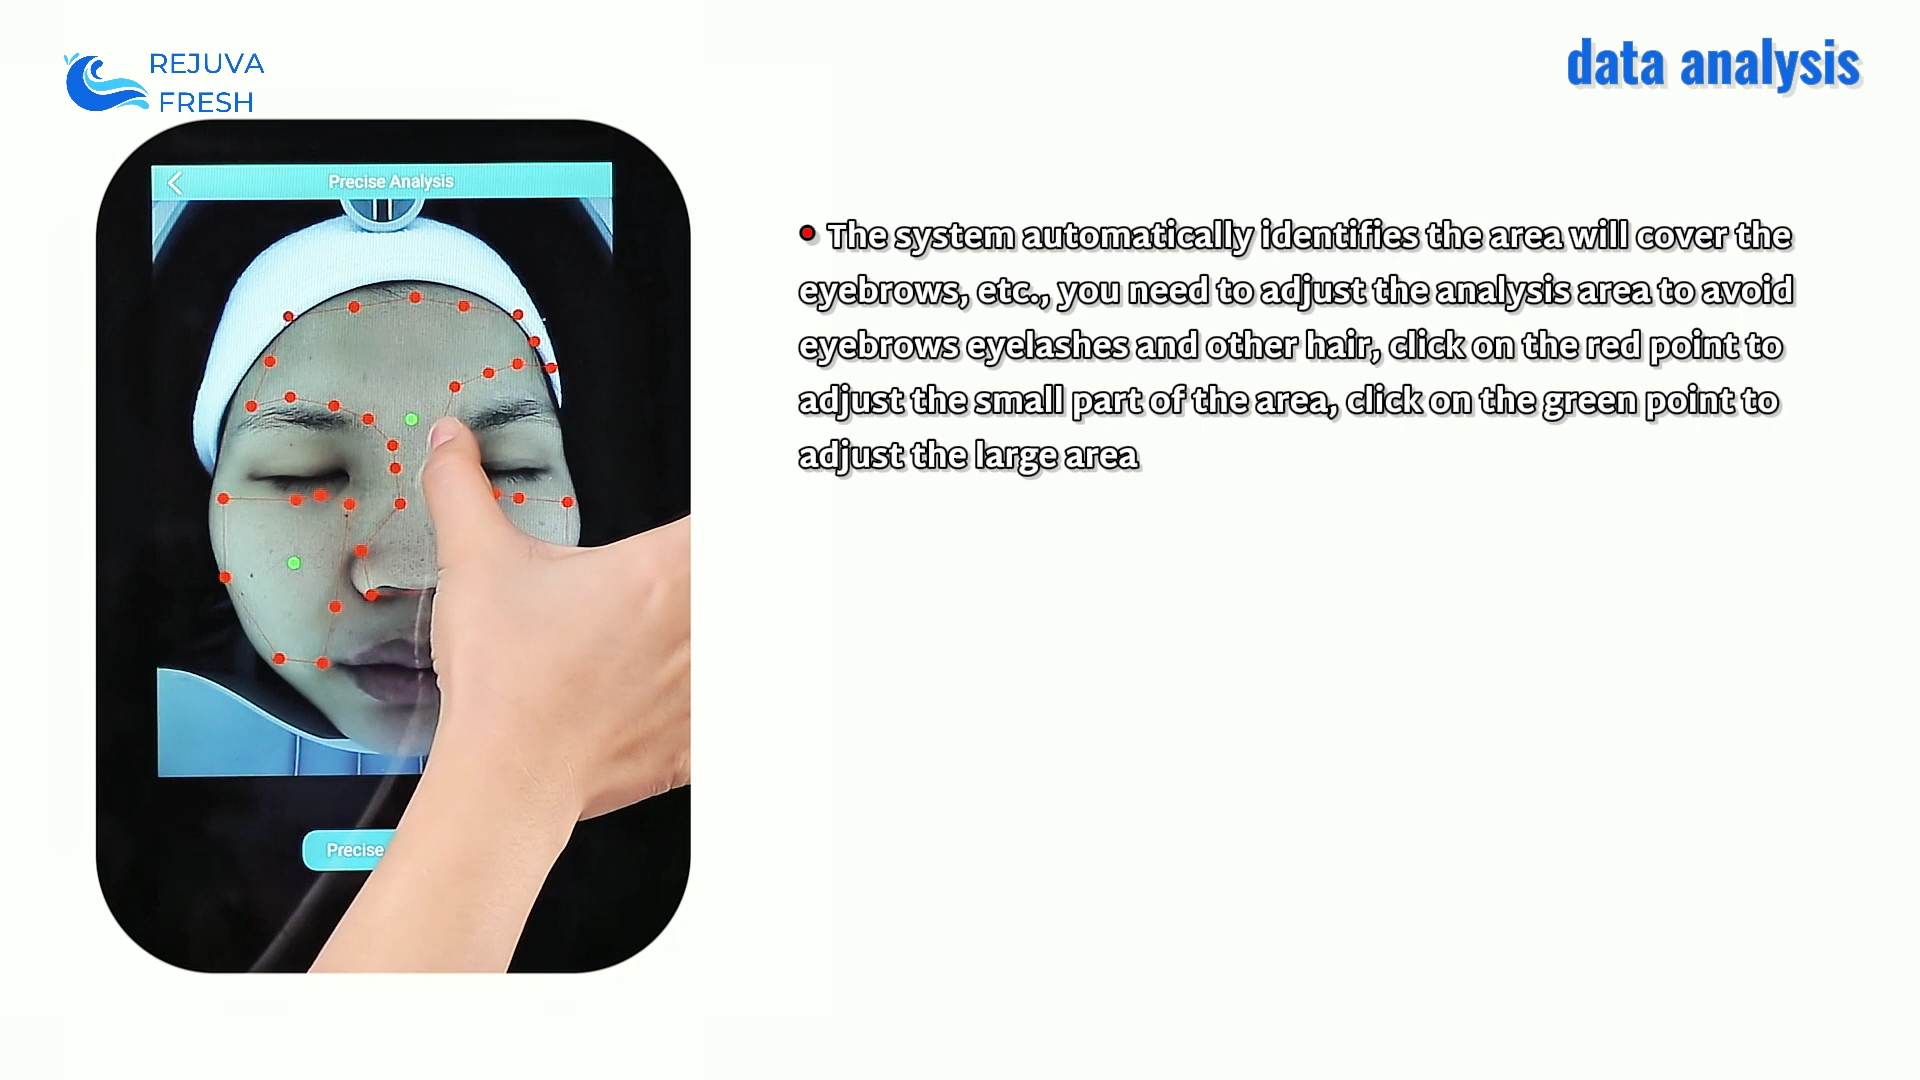 REJUVA
FRESH
data analysis
Precise Analysis
• The system automatically identifies the area will cover the
eyebrows, etc., you need to adjust the analysis area to avoid
eyebrows eyelashes and other hair, click on the red point to
adjust the small part of the area, click on the green point to
adjust the large area
Precise